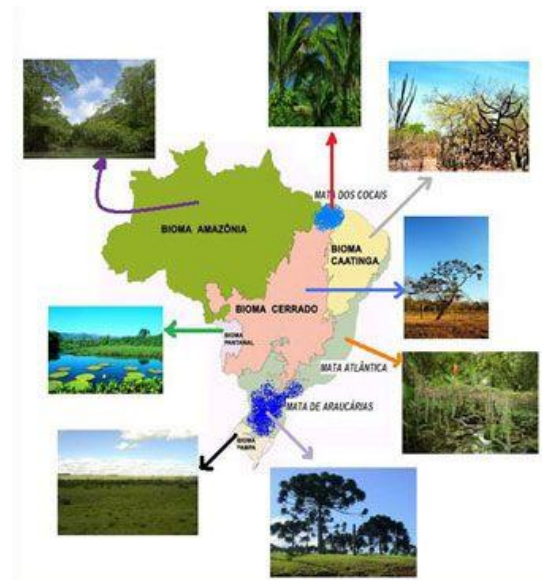 MATA DOS COCAIS
BIOMA AMAZÔNIA
BIOMA
CAATINGA
BIOMA CERRADO
BIOMA
PANTANAL
MATA ATLÂNTICA
MATA DE ARAUCÁRIAS
BIOMA
PAMPA